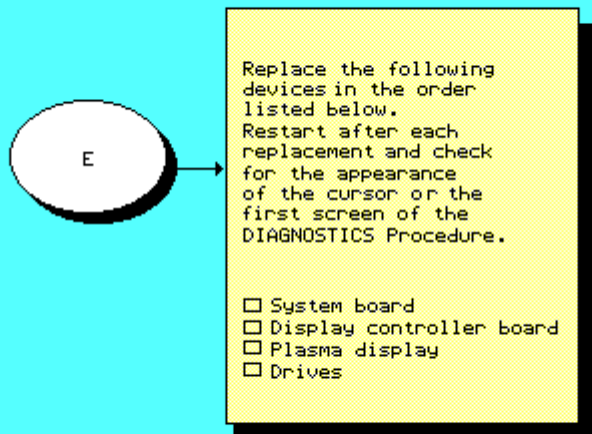 E
Replace the following
devices in the order
listed below.
Restart after each
replacement and check
for the appearance
of the cursor or the
first screen of the
DIAGNOSTICS Procedure.
System board
Display controller board
Plasma display
Drives